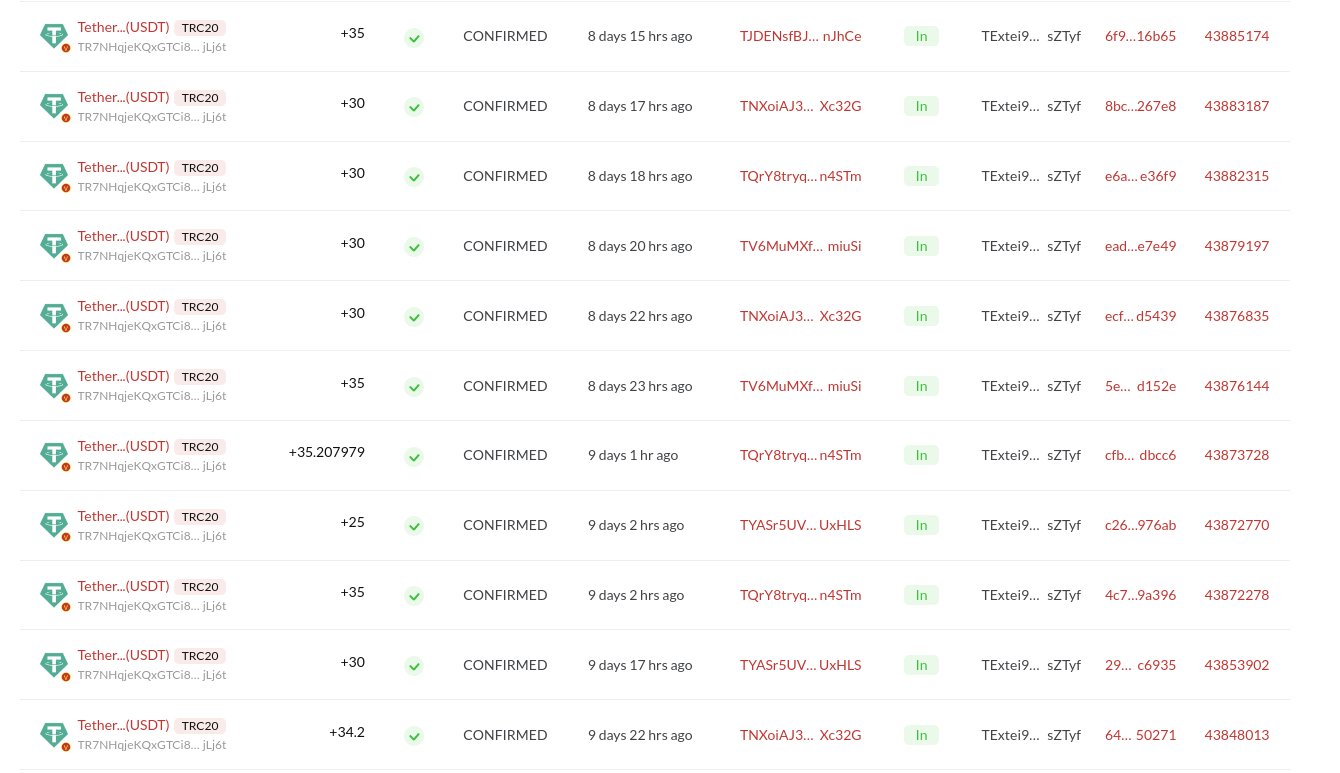 Tether...(USDT) TRC20 +35 CONFIRMED 8 days 15 hrs ago TJDENsfBJ... nJhCe In TExtei9... sZTyf 6f9...16b65 43885174
TR7NHqjeKQxGTCi8... jLj6t
Tether...(USDT) TRC20 +30 CONFIRMED 8 days 17 hrs ago TNXoiAJ3... Xc32G In TExtei9... sZTyf 8bc...267e8 43883187
TR7NHqjeKQxGTCi8... jLj6t
Tether...(USDT) TRC20 +30 CONFIRMED 8 days 18 hrs ago TQrY8tryq... n4STm In TExtei9... sZTyf e6a... e36f9 43882315
TR7NHqjeKQxGTCi8... jLj6t
Tether...(USDT) TRC20 +30 CONFIRMED 8 days 20 hrs ago TV6MuMXf... miuSi In TExtei9... sZTyf ead...e7e49 43879197
TR7NHqjeKQxGTCi8... jLj6t
Tether...(USDT) TRC20 +30 CONFIRMED 8 days 22 hrs ago TNXoiAJ3... Xc32G In TExtei9... sZTyf ecf... d5439 43876835
TR7NHqjeKQxGTCi8... jLj6t
Tether...(USDT) TRC20 +35 CONFIRMED 8 days 23 hrs ago TV6MuMXf... miuSi In TExtei9... sZTyf 5e... d152e 43876144
TR7NHqjeKQxGTCi8... jLj6t
Tether...(USDT) TRC20 +35.207979 CONFIRMED 9 days 1 hr ago TQrY8tryq... n4STm In TExtei9... sZTyf cfb... dbcc6 43873728
TR7NHqjeKQxGTCi8... jLj6t
Tether...(USDT) TRC20 +25 CONFIRMED 9 days 2 hrs ago TYASr5UV... UxHLS In TExtei9... sZTyf c26...976ab 43872770
TR7NHqjeKQxGTCi8... jLj6t
Tether...(USDT) TRC20 +35 CONFIRMED 9 days 2 hrs ago TQrY8tryq... n4STm In TExtei9... sZTyf 4c7...9a396 43872278
TR7NHqjeKQxGTCi8... jLj6t
Tether...(USDT) TRC20 +30 CONFIRMED 9 days 17 hrs ago TYASr5UV... UxHLS In TExtei9... sZTyf 29... c6935 43853902
TR7NHqjeKQxGTCi8... jLj6t
Tether...(USDT) TRC20 +34.2 CONFIRMED 9 days 22 hrs ago TNXoiAJ3... Xc32G In TExtei9... sZTyf 64... 50271 43848013
TR7NHqjeKQxGTCi8... jLj6t